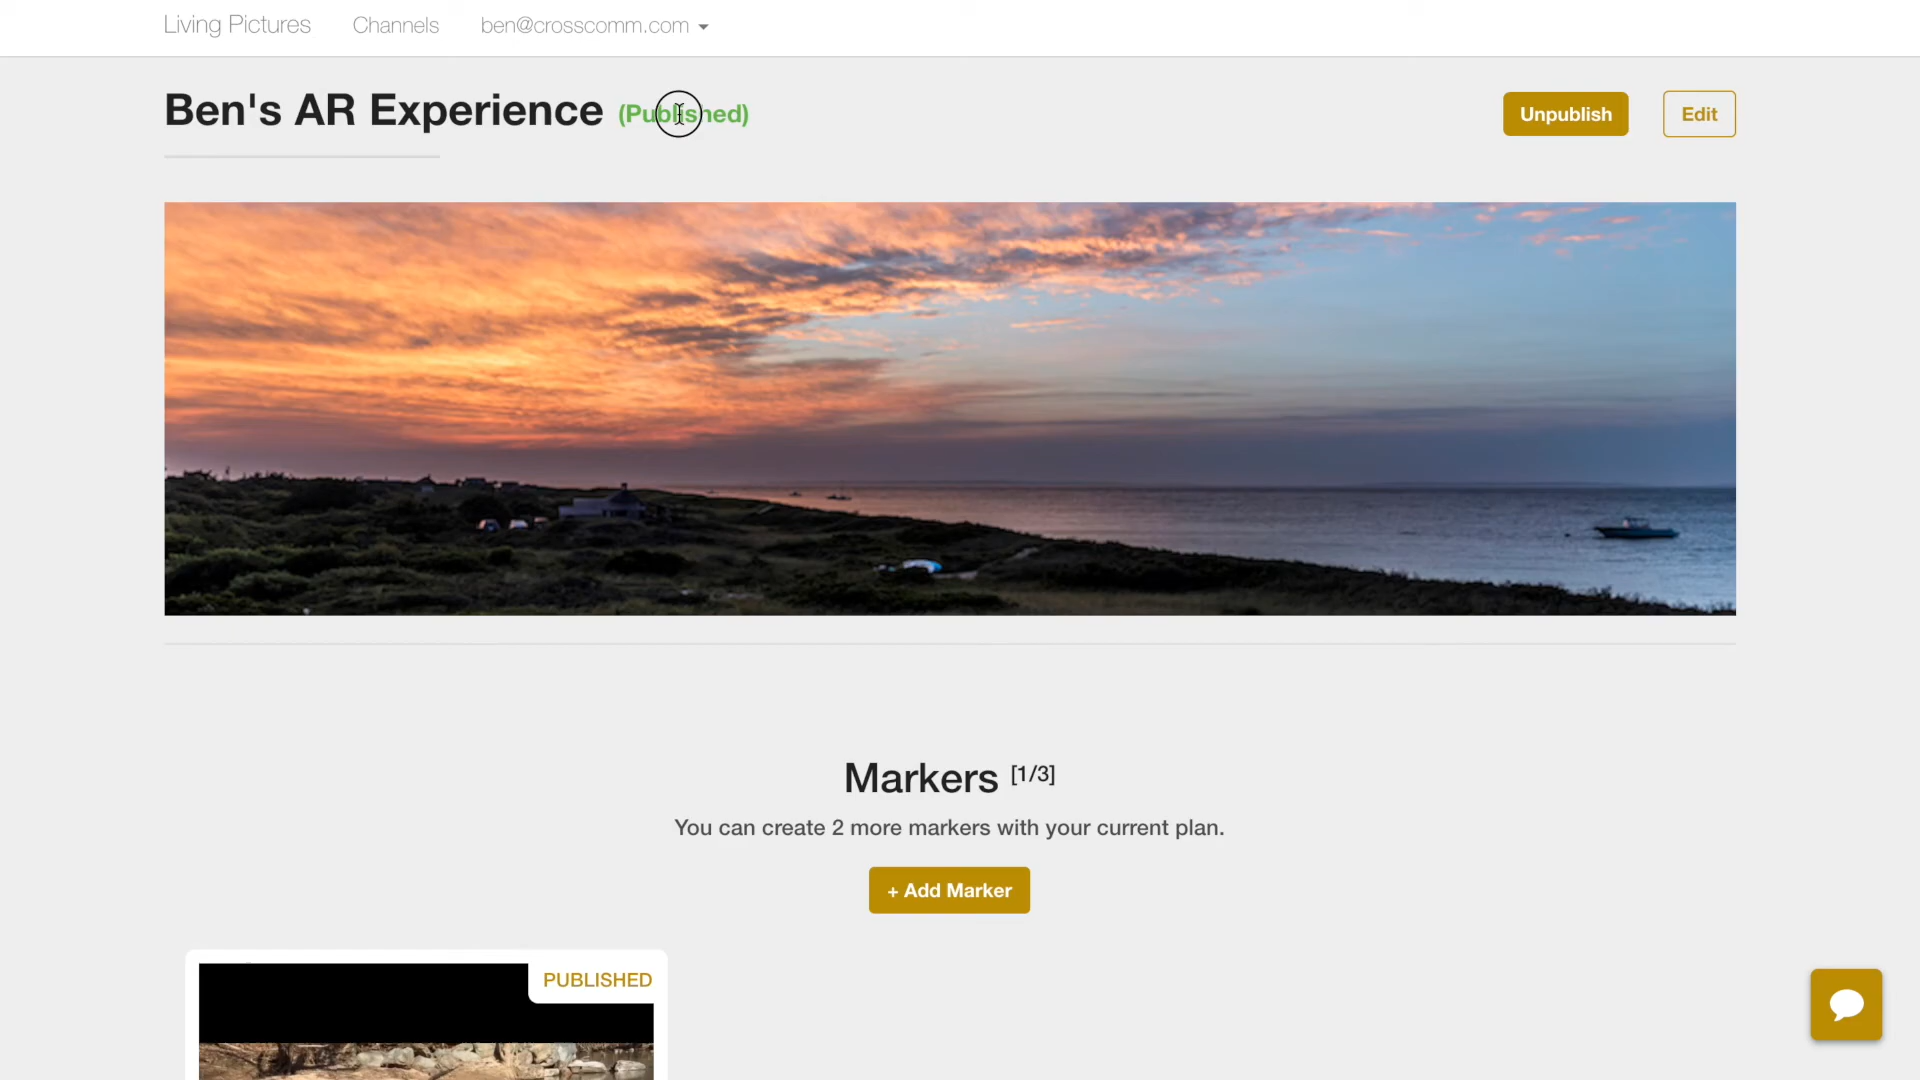 Living Pictures Channels ben@crosscomm.com
Ben's AR Experience (Published) Unpublish Edit
Markers [1/3]
You can create 2 more markers with your current plan.
+ Add Marker
PUBLISHED